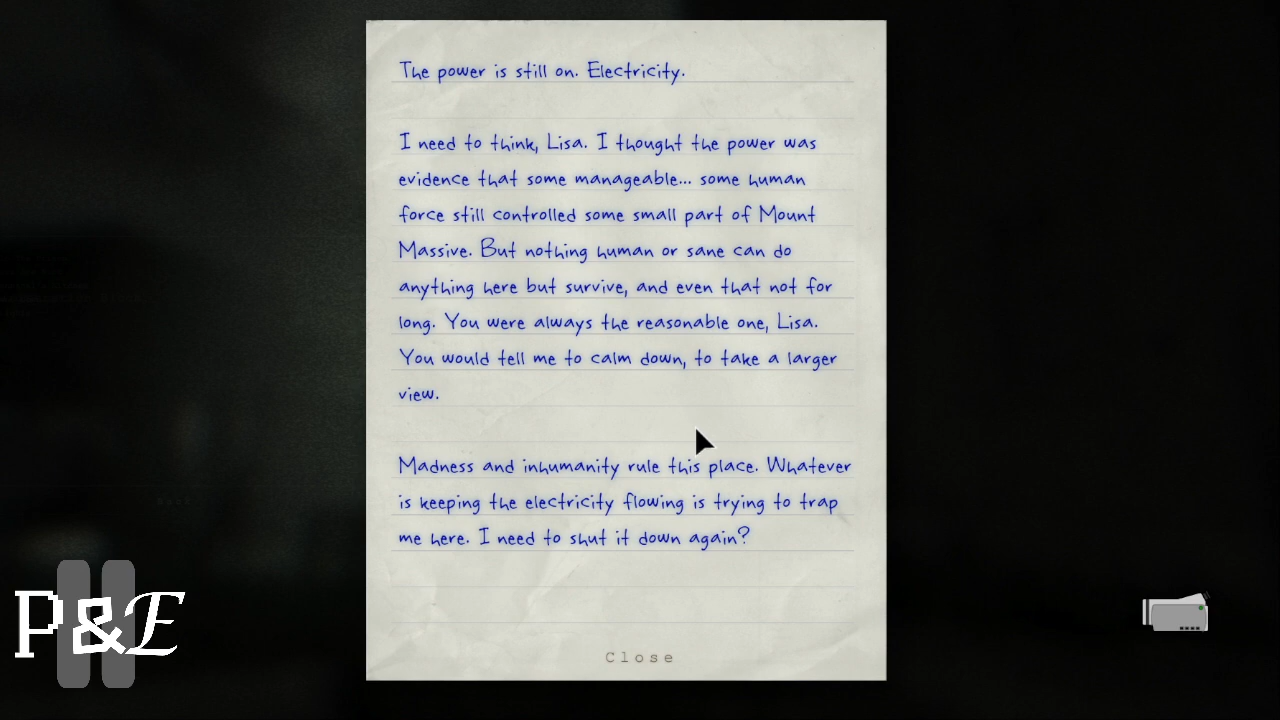 The power is still on. Electricity.
I need to think, Lisa. I thought the power was
evidence that some manageable... some human
force still controlled some small part of Mount
Massive. But nothing human or sane can do
anything here but survive, and even that not for
long. You were always the reasonable one, Lisa.
You would tell me to calm down, to take a larger
view.
Madness and inhumanity rule this place. Whatever
is keeping the electricity flowing is trying to trap
me here. I need to shut it down again?
P&E
Close